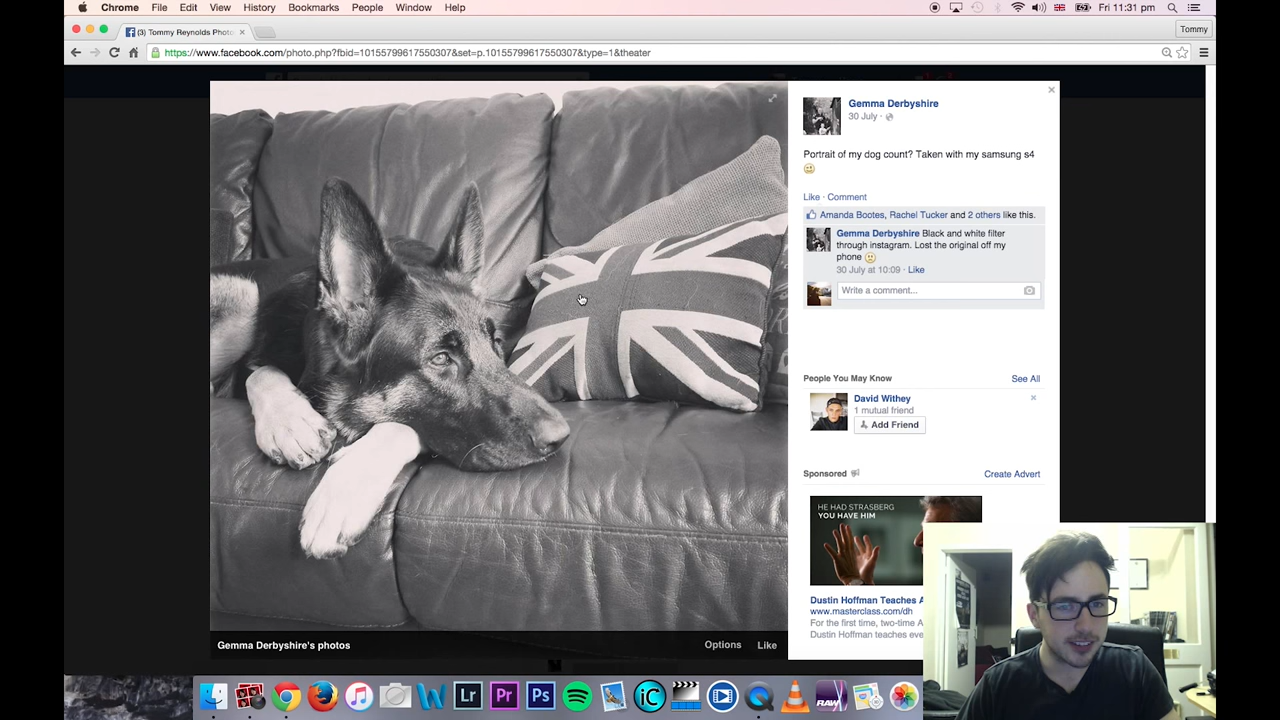 Chrome File Edit View History Bookmarks People Window Help Fri 11:31 pm
(3) Tommy Reynolds Photo Tommy
https://www.facebook.com/photo.php?fbid=10155799617550307&set=p.10155799617550307&type=1&theater
Gemma Derbyshire
30 July
Portrait of my dog count? Taken with my samsung s4
Like · Comment
Amanda Bootes, Rachel Tucker and 2 others like this.
Gemma Derbyshire Black and white filter
through instagram. Lost the original off my
phone
30 July at 10:09 · Like
Write a comment...
People You May Know See All
David Withey
1 mutual friend
Add Friend
Sponsored Create Advert
HE HAD STRASBERG
YOU HAVE HIM
Dustin Hoffman Teaches A
www.masterclass.com/dh
For the first time, two-time A
Dustin Hoffman teaches eve
Gemma Derbyshire's photos Options Like
W Lr Pr Ps iC RAW